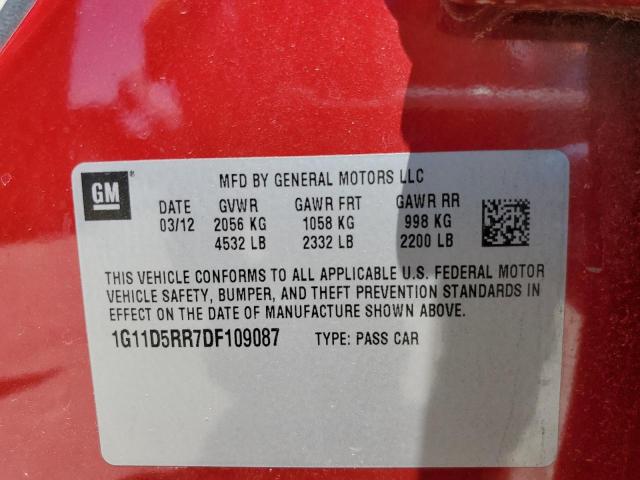 GM
MFD BY GENERAL MOTORS LLC
DATE GVWR GAWR FRT GAWR RR
03/12 2056 KG 1058 KG 998 KG
4532 LB 2332 LB 2200 LB
THIS VEHICLE CONFORMS TO ALL APPLICABLE U.S. FEDERAL MOTOR
VEHICLE SAFETY, BUMPER, AND THEFT PREVENTION STANDARDS IN
EFFECT ON THE DATE OF MANUFACTURE SHOWN ABOVE.
1G11D5RR7DF109087 TYPE: PASS CAR